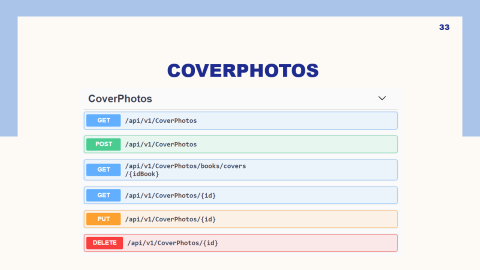 33
COVERPHOTOS
CoverPhotos
GET /api/v1/CoverPhotos
POST /api/v1/CoverPhotos
GET /api/v1/CoverPhotos/books/covers
/{idBook}
GET /api/v1/CoverPhotos/{id}
PUT /api/v1/CoverPhotos/{id}
DELETE /api/v1/CoverPhotos/{id}